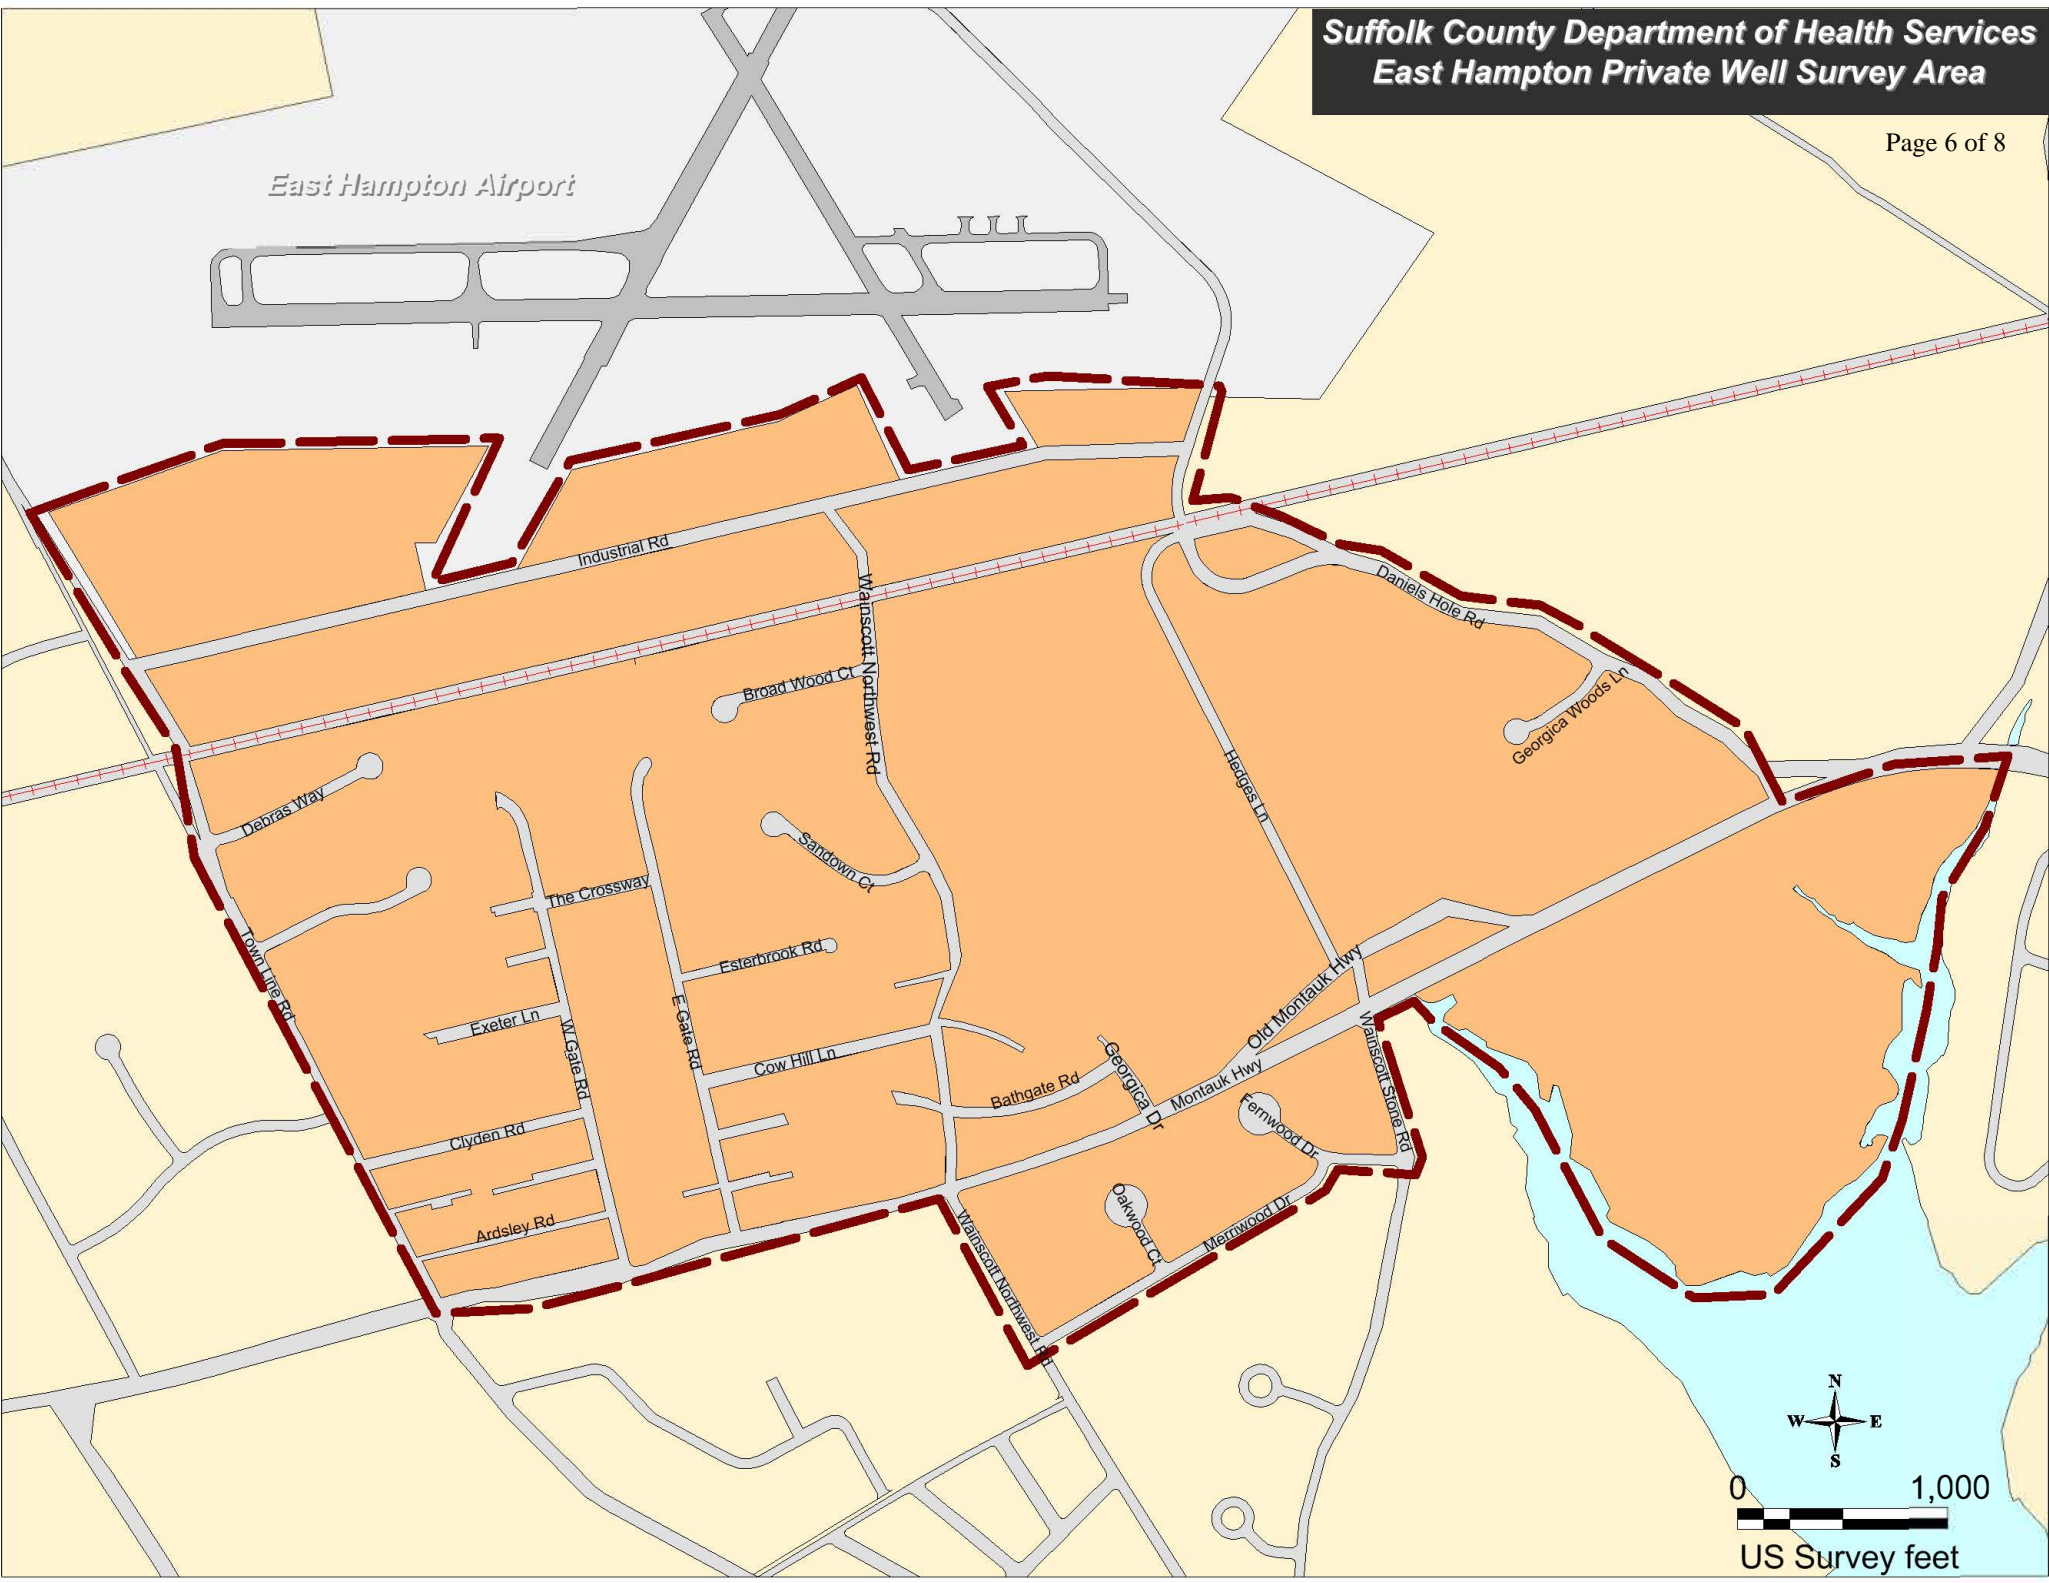 Suffolk County Department of Health Services
East Hampton Private Well Survey Area
Page 6 of 8
East Hampton Airport
Industrial Rd
Wainscott Northwest Rd
Daniels Hole Rd
Broad Wood Ct
Georgica Woods Ln
Hedges Ln
Debras Way
Sandown Ct
The Crossway
Town Line Rd
Esterbrook Rd
Exeter Ln
W Gate Rd
E Gate Rd
Cow Hill Ln
Old Montauk Hwy
Wainscott Stone Rd
Georgica Dr
Bathgate Rd
Montauk Hwy
Fernwood Dr
Clyden Rd
Ardsley Rd
Oakwood Ct
Merriwood Dr
Wainscott Northwest Rd
N
W E
S
0 1,000
US Survey feet